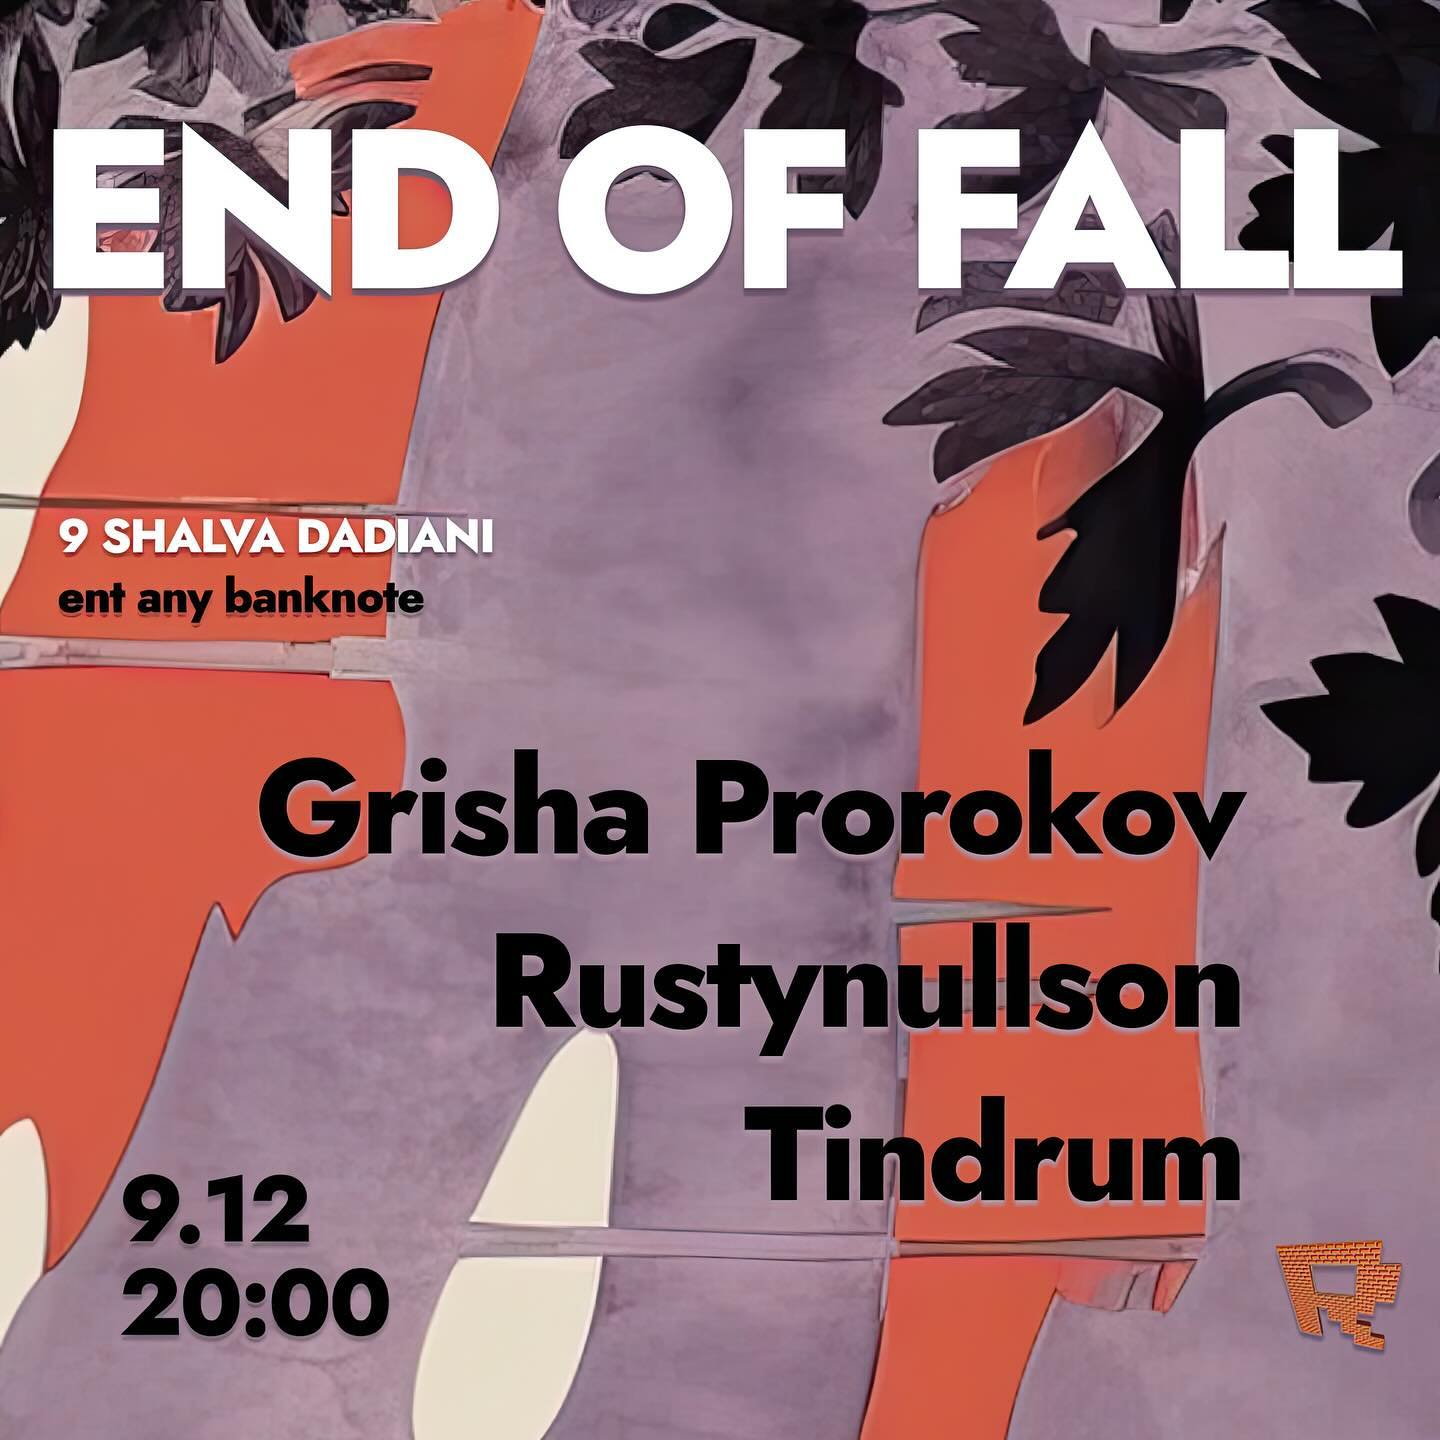 END OF FALL
9 SHALVA DADIANI
ent any banknote
Grisha Prorokov
Rustynullson
Tindrum
9.12
20:00